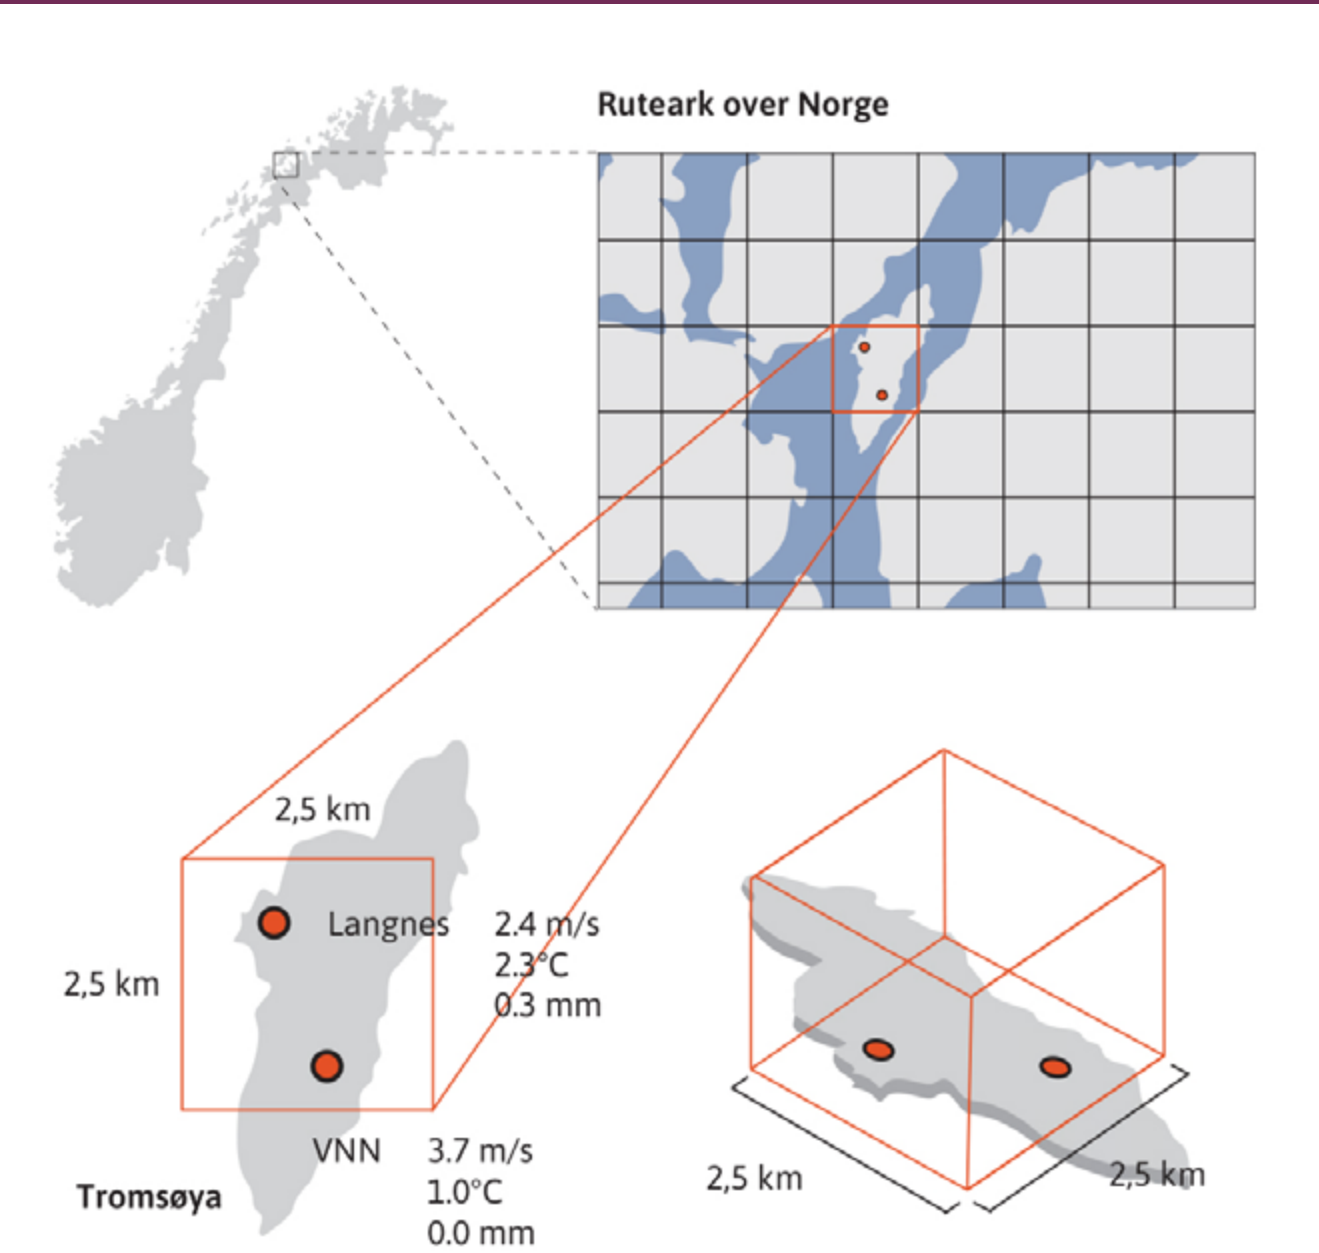 Ruteark over Norge
2,5 km
2,5 km
Langnes
2.4 m/s
2.3°C
0.3 mm
VNN
3.7 m/s
1.0°C
0.0 mm
Tromsøya
2,5 km
2,5 km